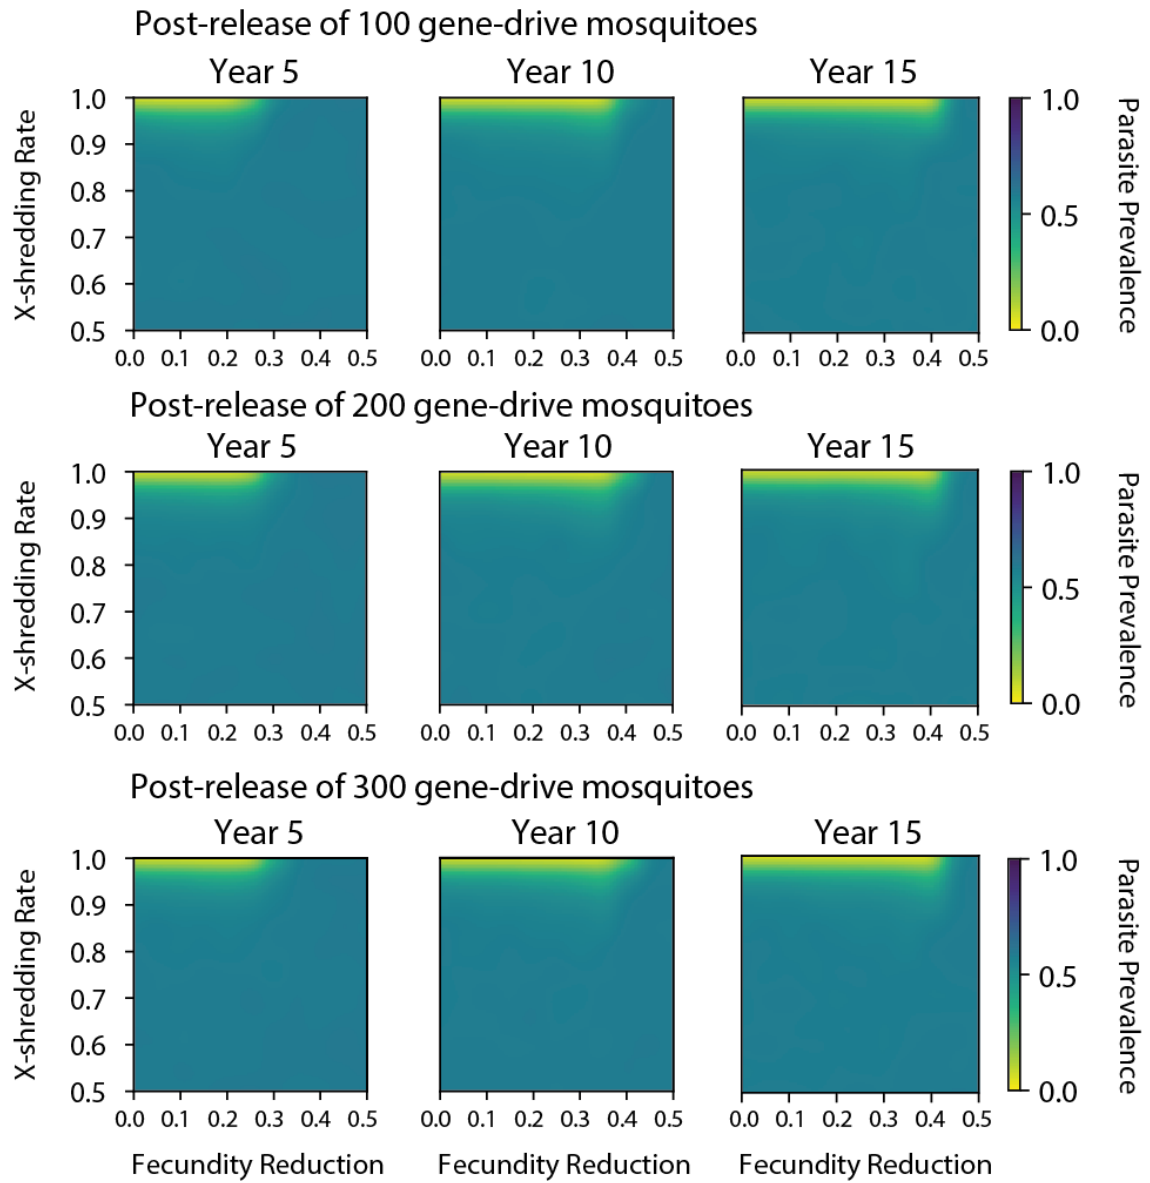 Post-release of 100 gene-drive mosquitoes
Year 5 Year 10 Year 15
X-shredding Rate
1.0
0.9
0.8
0.7
0.6
0.5
0.0 0.1 0.2 0.3 0.4 0.5
0.0 0.1 0.2 0.3 0.4 0.5
0.0 0.1 0.2 0.3 0.4 0.5
1.0
0.5
0.0
Parasite Prevalence
Post-release of 200 gene-drive mosquitoes
Year 5 Year 10 Year 15
X-shredding Rate
1.0
0.9
0.8
0.7
0.6
0.5
0.0 0.1 0.2 0.3 0.4 0.5
0.0 0.1 0.2 0.3 0.4 0.5
0.0 0.1 0.2 0.3 0.4 0.5
1.0
0.5
0.0
Parasite Prevalence
Post-release of 300 gene-drive mosquitoes
Year 5 Year 10 Year 15
X-shredding Rate
1.0
0.9
0.8
0.7
0.6
0.5
0.0 0.1 0.2 0.3 0.4 0.5
0.0 0.1 0.2 0.3 0.4 0.5
0.0 0.1 0.2 0.3 0.4 0.5
1.0
0.5
0.0
Parasite Prevalence
Fecundity Reduction Fecundity Reduction Fecundity Reduction